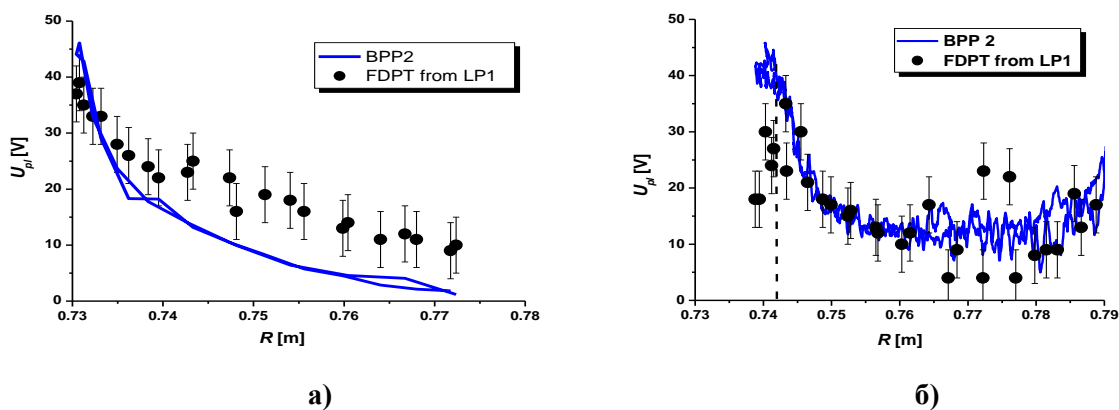 50
40
30
20
10
0
U_pl [V]
BPP2
FDPT from LP1
0.73 0.74 0.75 0.76 0.77 0.78
R [m]
а)
50
40
30
20
10
0
U_pl [V]
BPP 2
FDPT from LP1
0.73 0.74 0.75 0.76 0.77 0.78 0.79
R [m]
б)